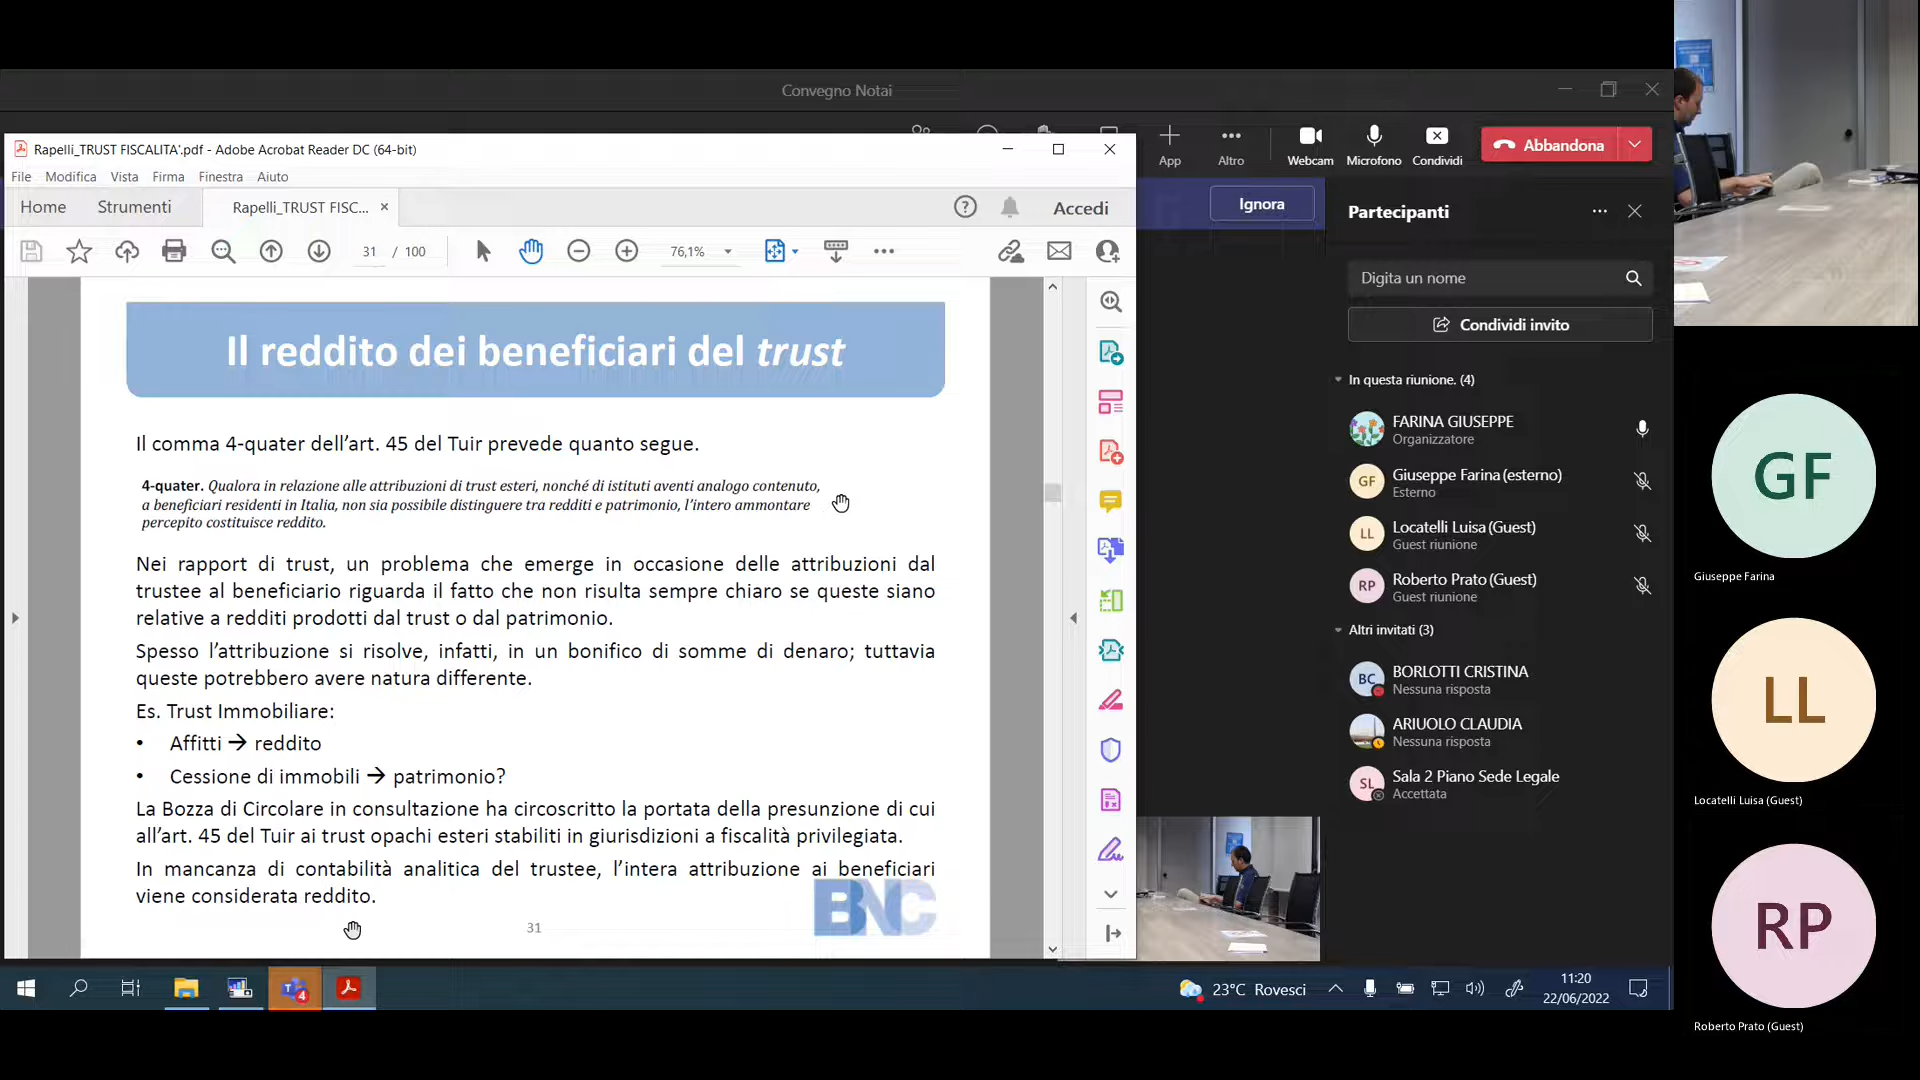 Convegno Notai
Rapelli_TRUST FISCALITA'.pdf - Adobe Acrobat Reader DC (64-bit)
File Modifica Vista Firma Finestra Aiuto
Home Strumenti Rapelli_TRUST FISC... Accedi
31 / 100 76,1%
App Altro Webcam Microfono Condividi Abbandona
Ignora
Il reddito dei beneficiari del trust
Il comma 4-quater dell’art. 45 del Tuir prevede quanto segue.
4-quater. Qualora in relazione alle attribuzioni di trust esteri, nonché di istituti aventi analogo contenuto,
a beneficiari residenti in Italia, non sia possibile distinguere tra redditi e patrimonio, l’intero ammontare
percepito costituisce reddito.
Nei rapport di trust, un problema che emerge in occasione delle attribuzioni dal
trustee al beneficiario riguarda il fatto che non risulta sempre chiaro se queste siano
relative a redditi prodotti dal trust o dal patrimonio.
Spesso l’attribuzione si risolve, infatti, in un bonifico di somme di denaro; tuttavia
queste potrebbero avere natura differente.
Es. Trust Immobiliare:
• Affitti → reddito
• Cessione di immobili → patrimonio?
La Bozza di Circolare in consultazione ha circoscritto la portata della presunzione di cui
all’art. 45 del Tuir ai trust opachi esteri stabiliti in giurisdizioni a fiscalità privilegiata.
In mancanza di contabilità analitica del trustee, l’intera attribuzione ai beneficiari
viene considerata reddito.
31
BNC
Partecipanti
Digita un nome
Condividi invito
In questa riunione. (4)
FARINA GIUSEPPE
Organizzatore
GF Giuseppe Farina (esterno)
Esterno
LL Locatelli Luisa (Guest)
Guest riunione
RP Roberto Prato (Guest)
Guest riunione
Altri invitati (3)
BC BORLOTTI CRISTINA
Nessuna risposta
ARIUOLO CLAUDIA
Nessuna risposta
SL Sala 2 Piano Sede Legale
Accettata
GF
Giuseppe Farina
LL
Locatelli Luisa (Guest)
RP
Roberto Prato (Guest)
4
23°C Rovesci
11:20
22/06/2022